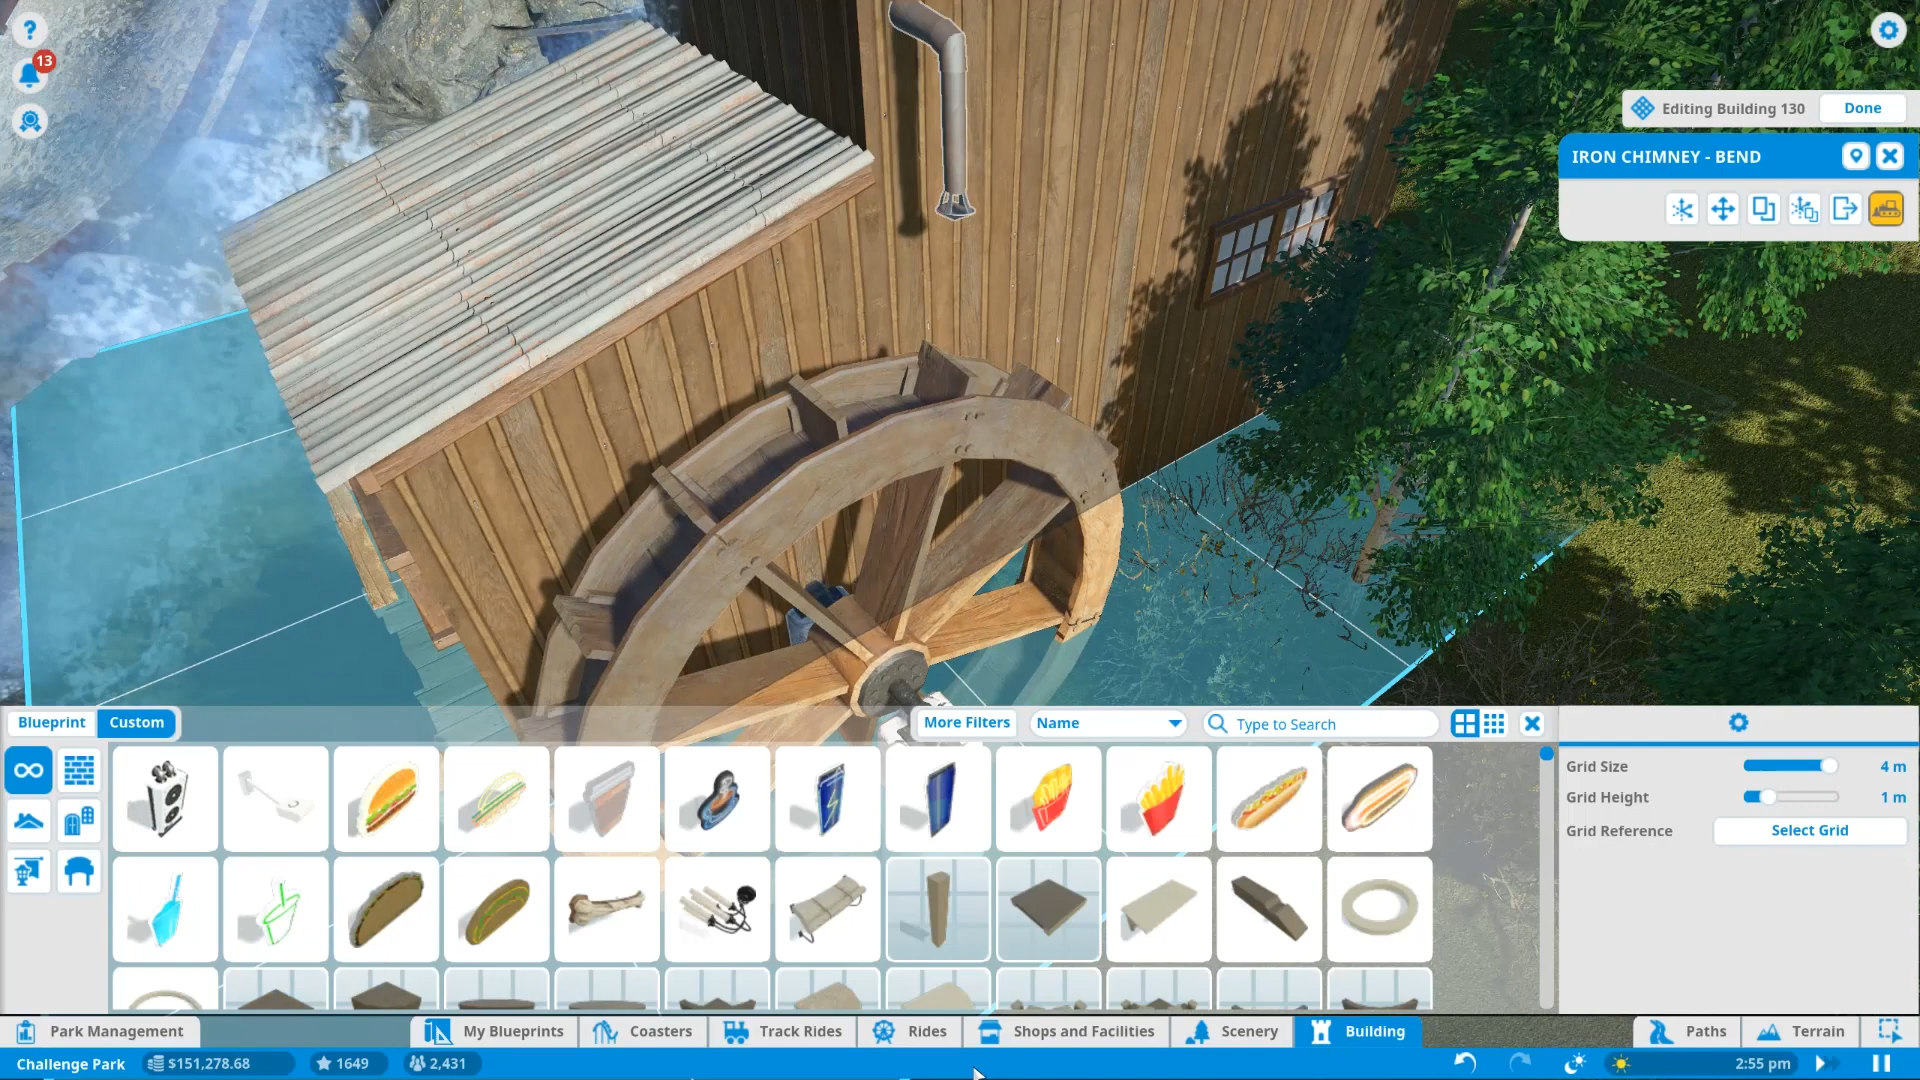 ?
13
Editing Building 130
Done
IRON CHIMNEY - BEND
Blueprint
Custom
More Filters
Name
Type to Search
Grid Size
4 m
Grid Height
1 m
Grid Reference
Select Grid
Park Management
My Blueprints
Coasters
Track Rides
Rides
Shops and Facilities
Scenery
Building
Paths
Terrain
Challenge Park
$151,278.68
1649
2,431
2:55 pm